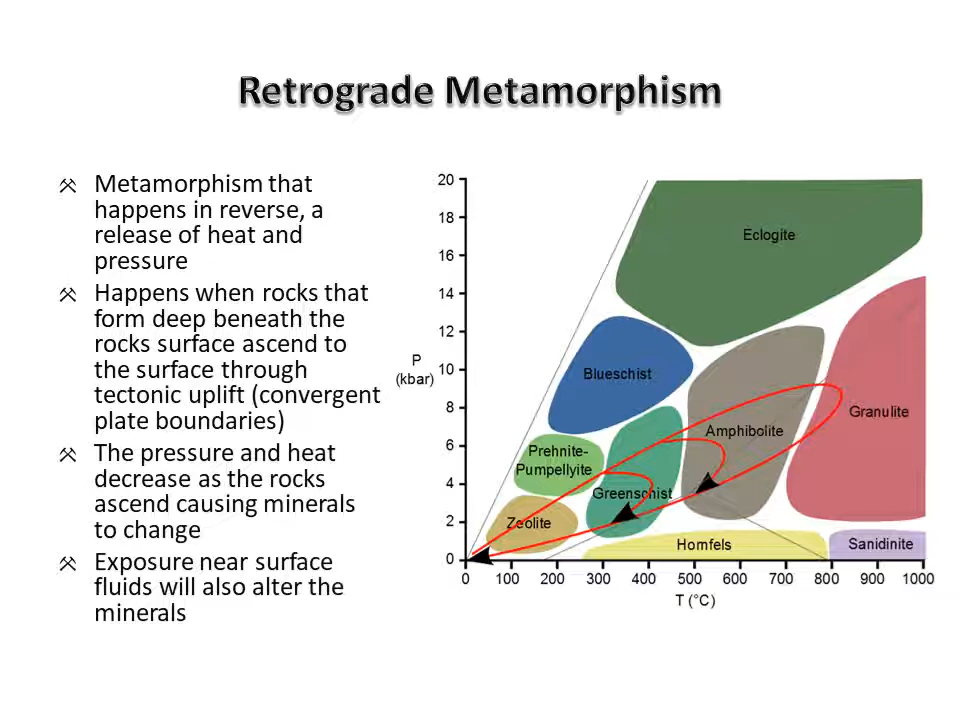 Retrograde Metamorphism
Metamorphism that
happens in reverse, a
release of heat and
pressure
Happens when rocks that
form deep beneath the
rocks surface ascend to
the surface through
tectonic uplift (convergent
plate boundaries)
The pressure and heat
decrease as the rocks
ascend causing minerals
to change
Exposure near surface
fluids will also alter the
minerals
P
(kbar)
20
18
16
14
12
10
8
6
4
2
0
Eclogite
Blueschist
Granulite
Amphibolite
Prehnite-
Pumpellyite
Greenschist
Zeolite
Hornfels
Sanidinite
0 100 200 300 400 500 600 700 800 900 1000
T (°C)